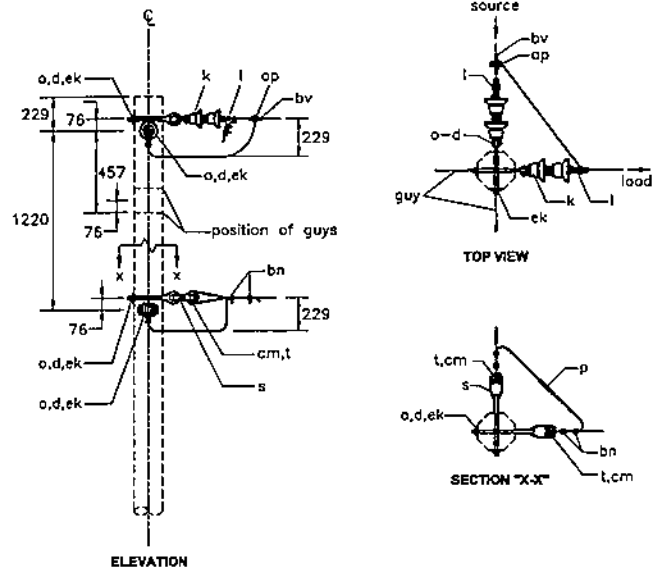 ℄
o,d,ek
k
l
ap
bv
229
76
229
o,d,ek
457
1220
position of guys
76
x
x
bn
229
76
o,d,ek
cm,t
s
o,d,ek
ELEVATION
source
bv
ap
l
o-d
guy
ek
k
l
load
TOP VIEW
t,cm
s
p
o,d,ek
bn
t,cm
SECTION "X-X"